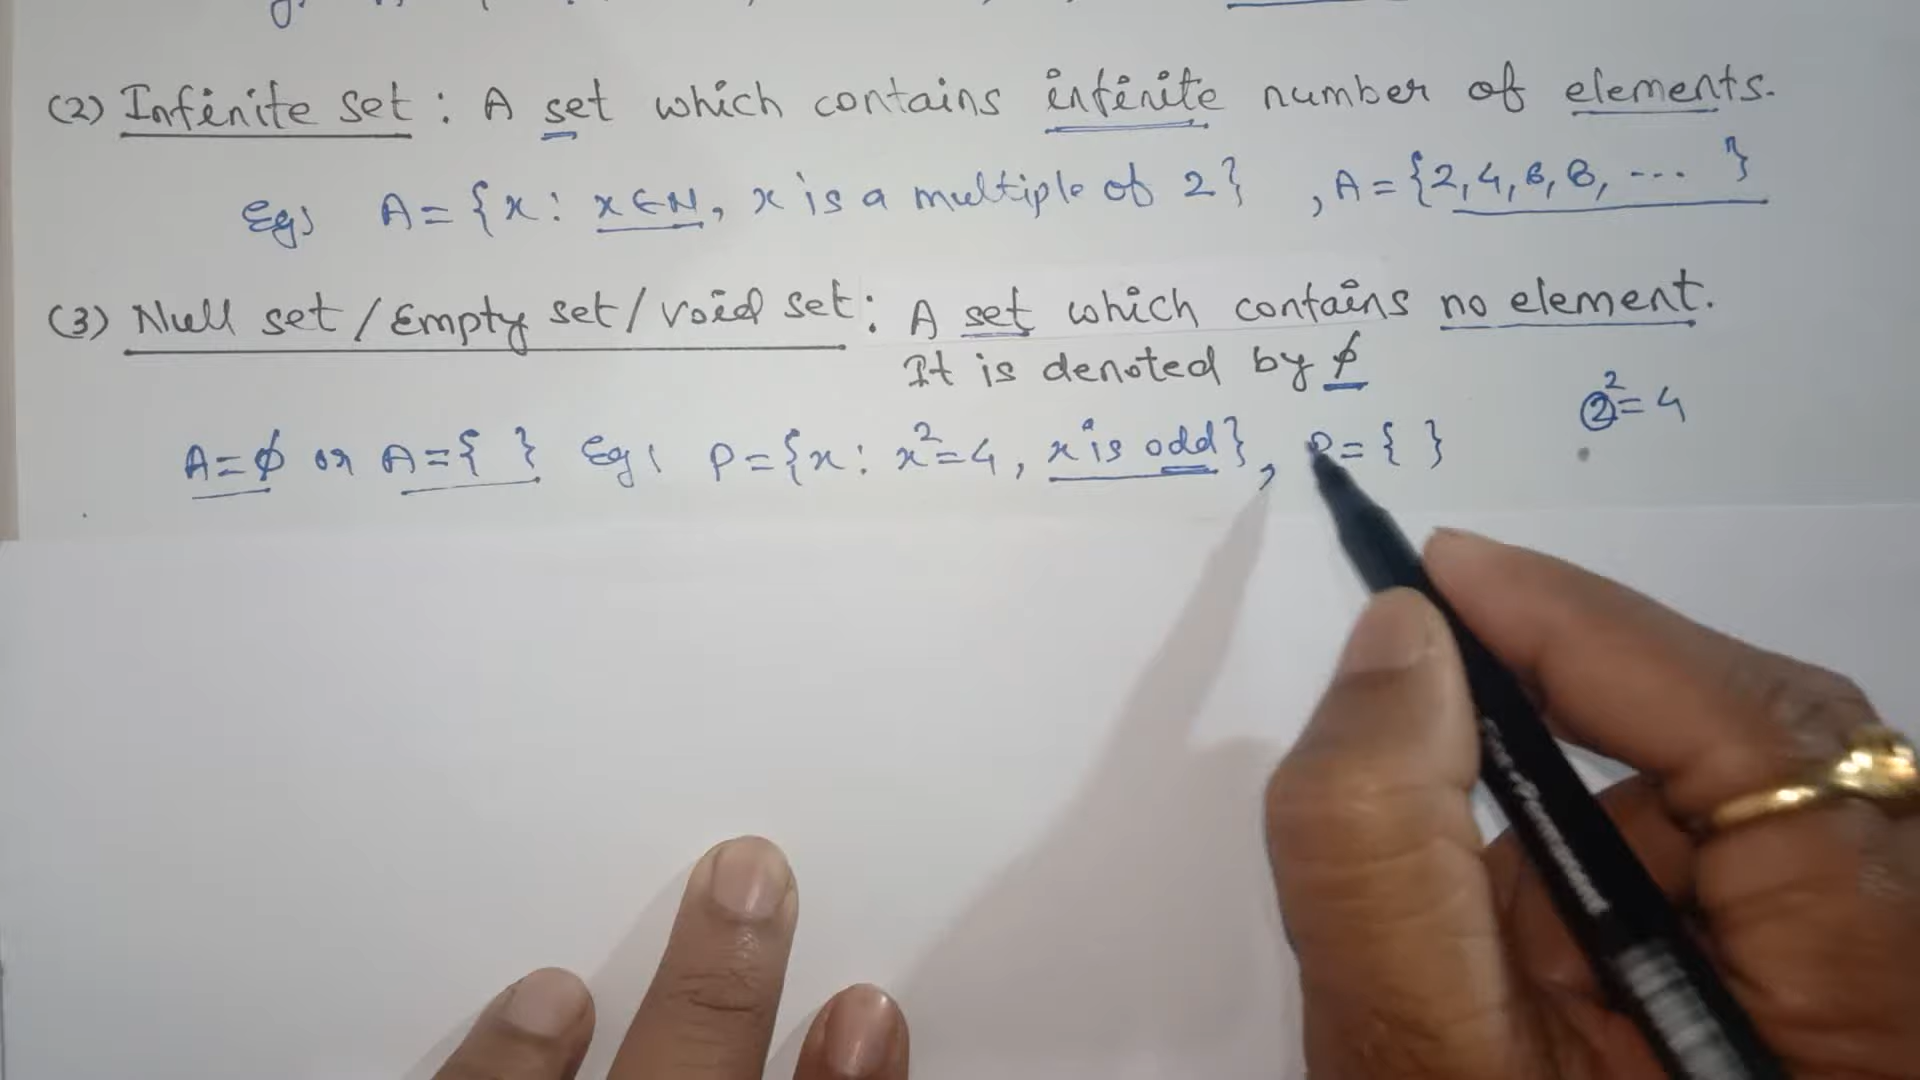 (2) Infinite set : A set which contains infinite number of elements.
Eg: A = {x : x ∈ N, x is a multiple of 2} , A = {2, 4, 6, 8, ... }
(3) Null set / Empty set / void set : A set which contains no element.
It is denoted by ϕ
2² = 4
A = ϕ or A = { } Eg: P = {x : x² = 4, x is odd} , P = { }